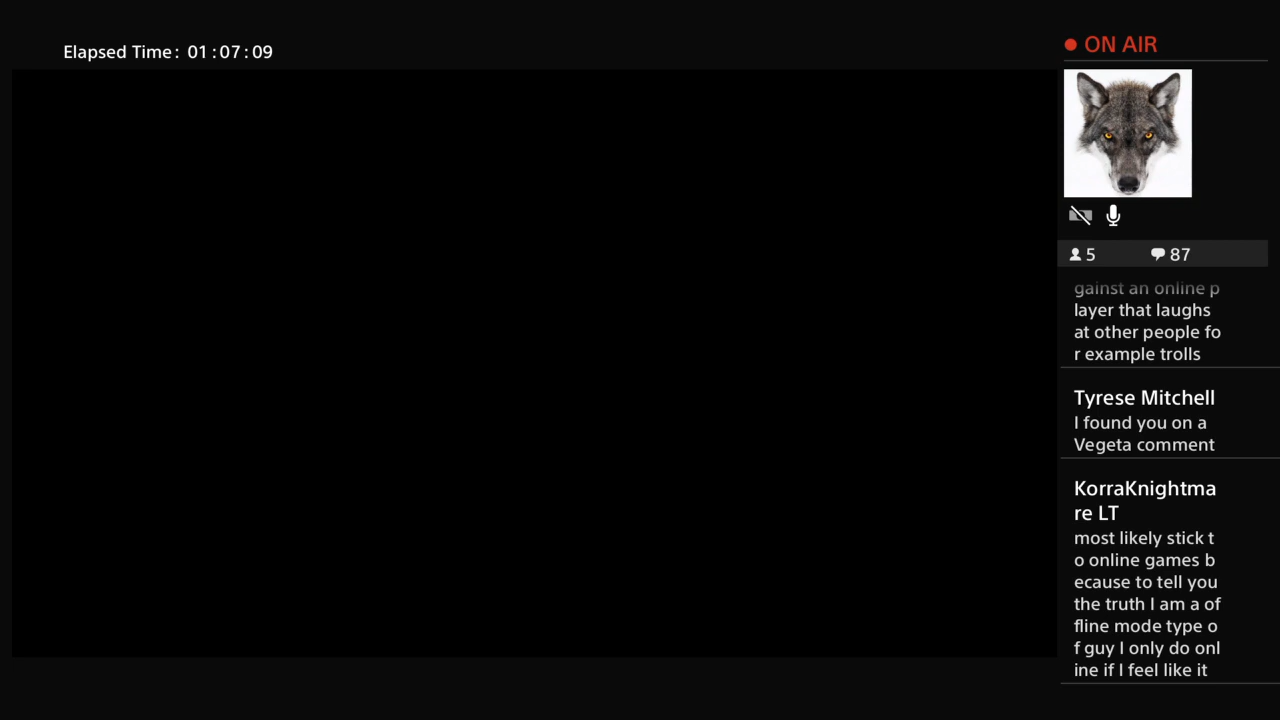 Elapsed Time: 01:07:09
ON AIR
5 87
gainst an online p
layer that laughs
at other people fo
r example trolls
Tyrese Mitchell
I found you on a
Vegeta comment
KorraKnightma
re LT
most likely stick t
o online games b
ecause to tell you
the truth I am a of
fline mode type o
f guy I only do onl
ine if I feel like it